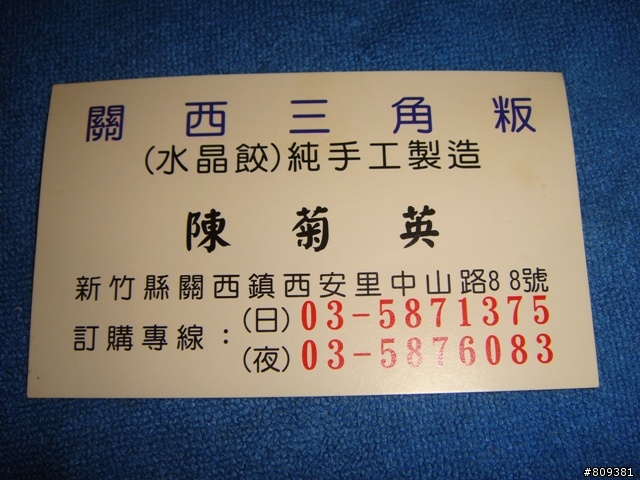 關西三角粄
(水晶餃)純手工製造
陳菊英
新竹縣關西鎮西安里中山路88號
訂購專線：(日)03-5871375
(夜)03-5876083
#809381